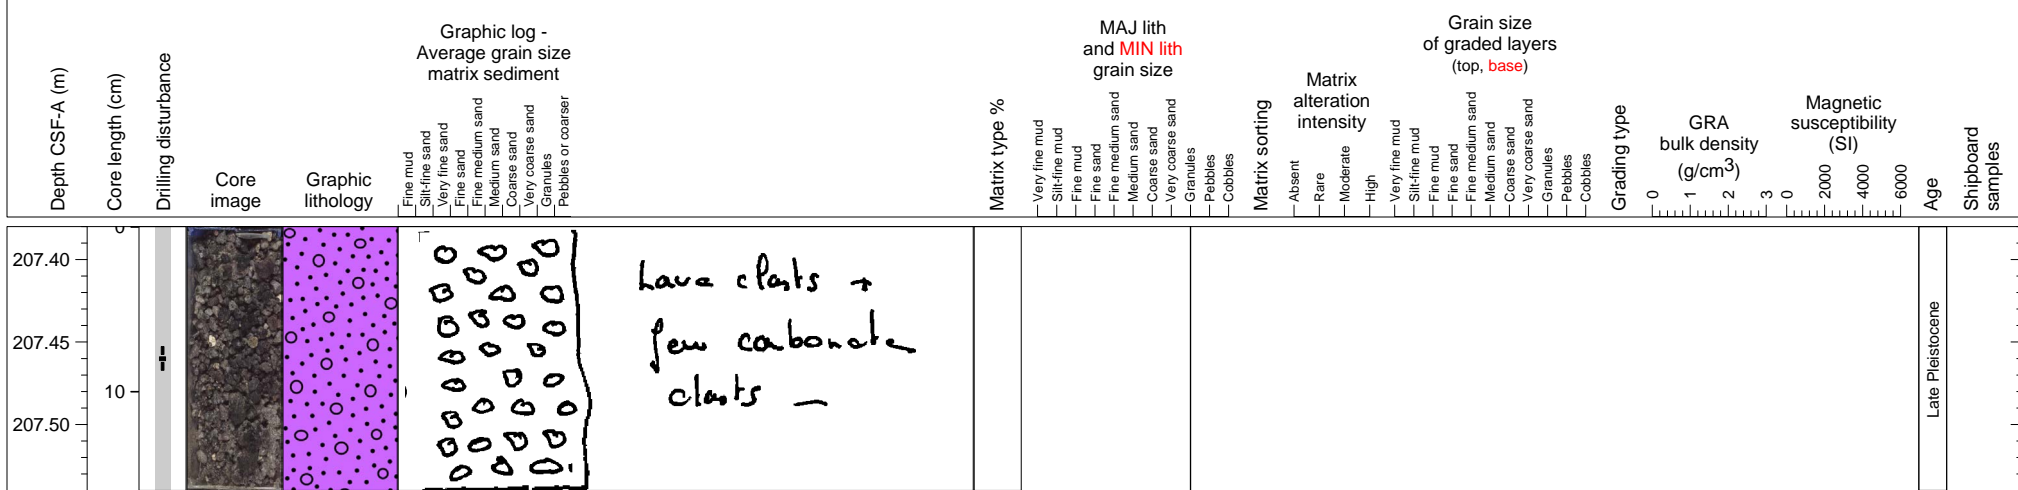 Depth CSF-A (m)
Core length (cm)
Drilling disturbance
Core
image
Graphic
lithology
Graphic log -
Average grain size
matrix sediment
Fine mud
Silt-fine sand
Very fine sand
Fine sand
Fine medium sand
Medium sand
Coarse sand
Very coarse sand
Granules
Pebbles or coarser
Matrix type %
MAJ lith
and MIN lith
grain size
Very fine mud
Silt-fine mud
Fine mud
Fine sand
Fine medium sand
Medium sand
Coarse sand
Very coarse sand
Granules
Pebbles
Cobbles
Matrix sorting
Matrix
alteration
intensity
Absent
Rare
Moderate
High
Grain size
of graded layers
(top, base)
Very fine mud
Silt-fine mud
Fine mud
Fine sand
Fine medium sand
Medium sand
Coarse sand
Very coarse sand
Granules
Pebbles
Cobbles
Grading type
GRA
bulk density
(g/cm3)
0 1 2 3
Magnetic
susceptibility
(SI)
0 2000 4000 6000
Age
Shipboard
samples
0
207.40
207.45
10
207.50
Lava clasts +
few carbonate
clasts —
Late Pleistocene